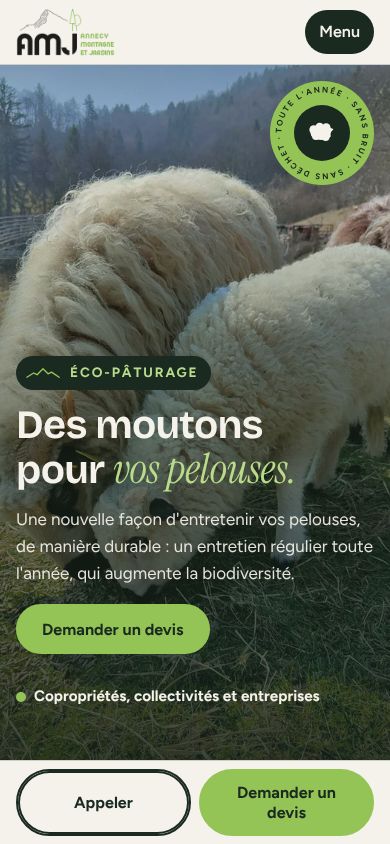 AMJ
ANNECY
MONTAGNE
ET JARDINS
Menu
TOUTE L'ANNÉE · SANS BRUIT · SANS DÉCHET ·
ÉCO-PÂTURAGE
Des moutons
pour vos pelouses.
Une nouvelle façon d'entretenir vos pelouses,
de manière durable : un entretien régulier toute
l'année, qui augmente la biodiversité.
Demander un devis
Copropriétés, collectivités et entreprises
Appeler
Demander un
devis